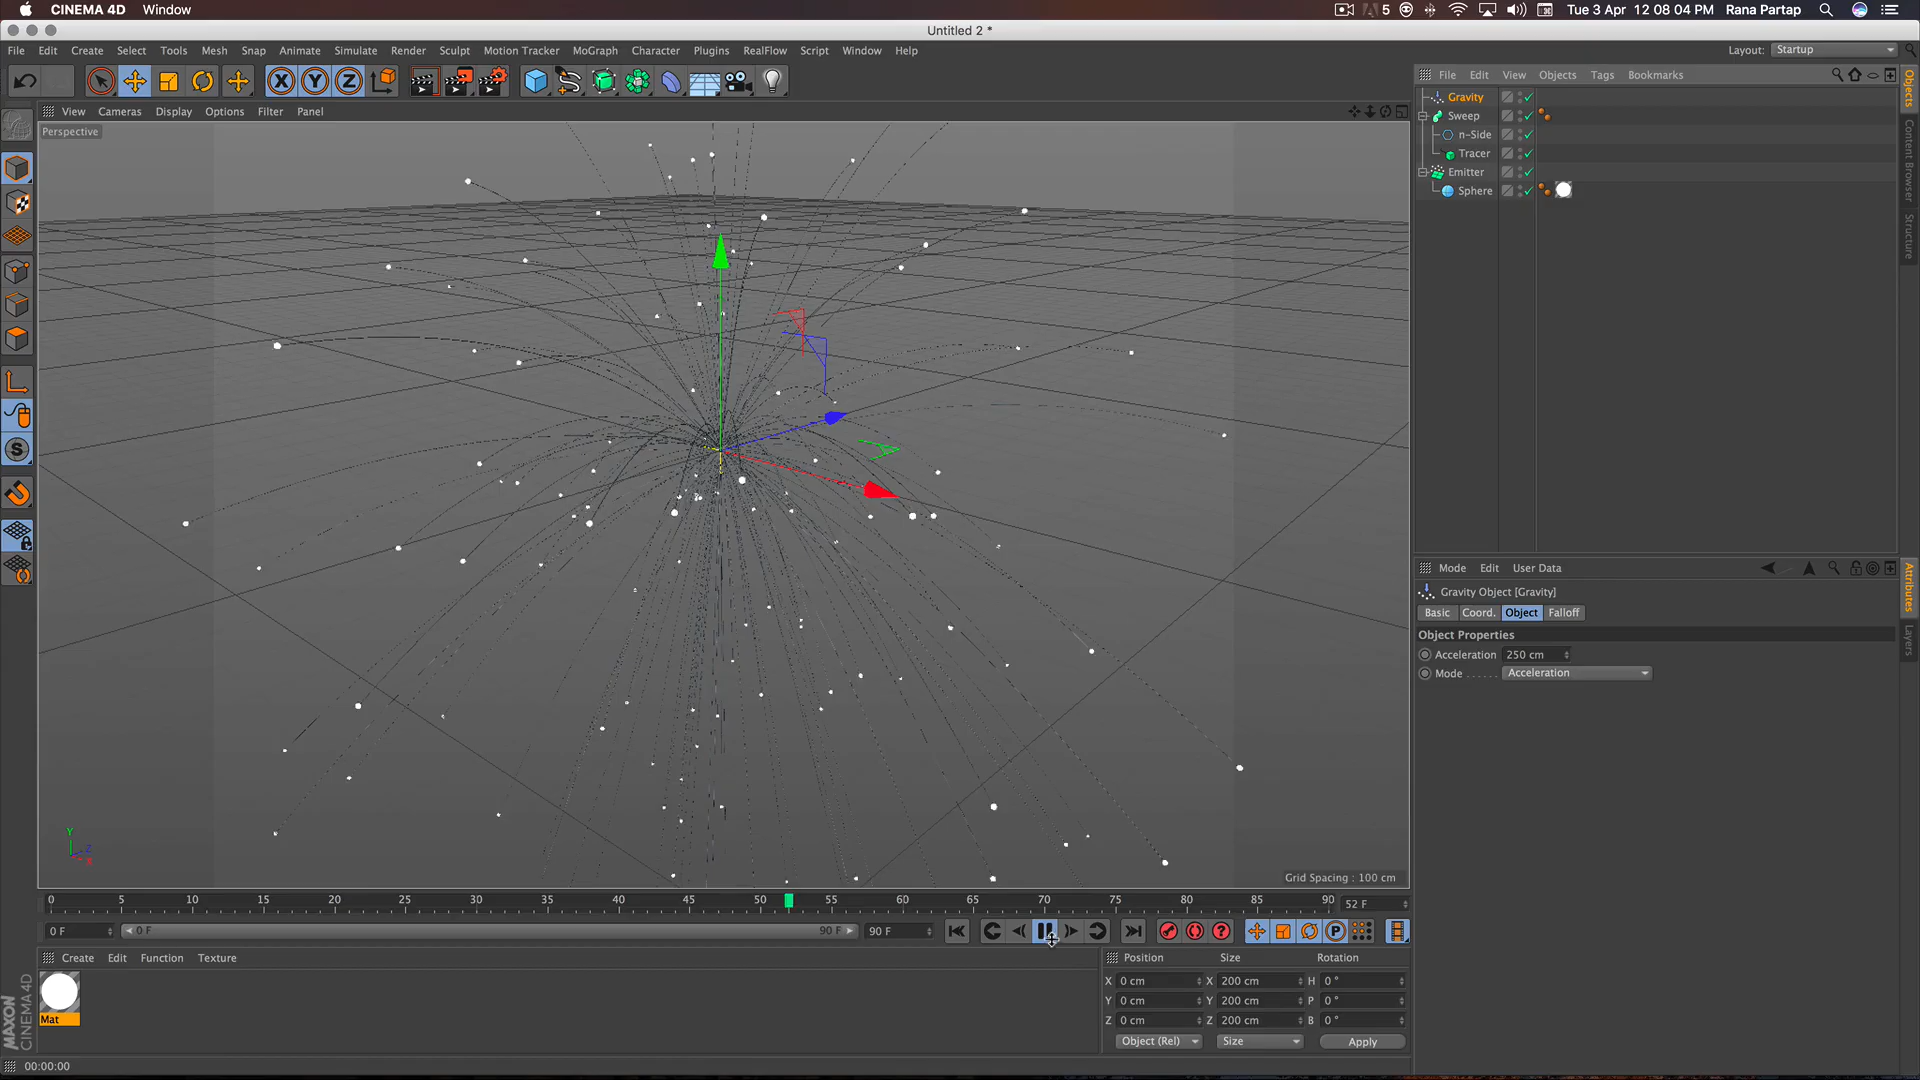 CINEMA 4D Window 5 Tue 3 Apr 12 08 04 PM Rana Partap
Untitled 2 *
File Edit Create Select Tools Mesh Snap Animate Simulate Render Sculpt Motion Tracker MoGraph Character Plugins RealFlow Script Window Help Layout: Startup
X Y Z
File Edit View Objects Tags Bookmarks
Objects
Content Browser
Structure
View Cameras Display Options Filter Panel
Perspective
Gravity
Sweep
n-Side
Tracer
Emitter
Sphere
Mode Edit User Data
Attributes
Layers
Gravity Object [Gravity]
Basic Coord. Object Falloff
Object Properties
Acceleration 250 cm
Mode ...... Acceleration
S
Y
Z
X
Grid Spacing : 100 cm
0 5 10 15 20 25 30 35 40 45 50 55 60 65 70 75 80 85 90 52 F
0 F 0 F 90 F 90 F ? P
Create Edit Function Texture
Mat
MAXON CINEMA 4D
Position Size Rotation
X 0 cm X 200 cm H 0 °
Y 0 cm Y 200 cm P 0 °
Z 0 cm Z 200 cm B 0 °
Object (Rel) Size Apply
00:00:00